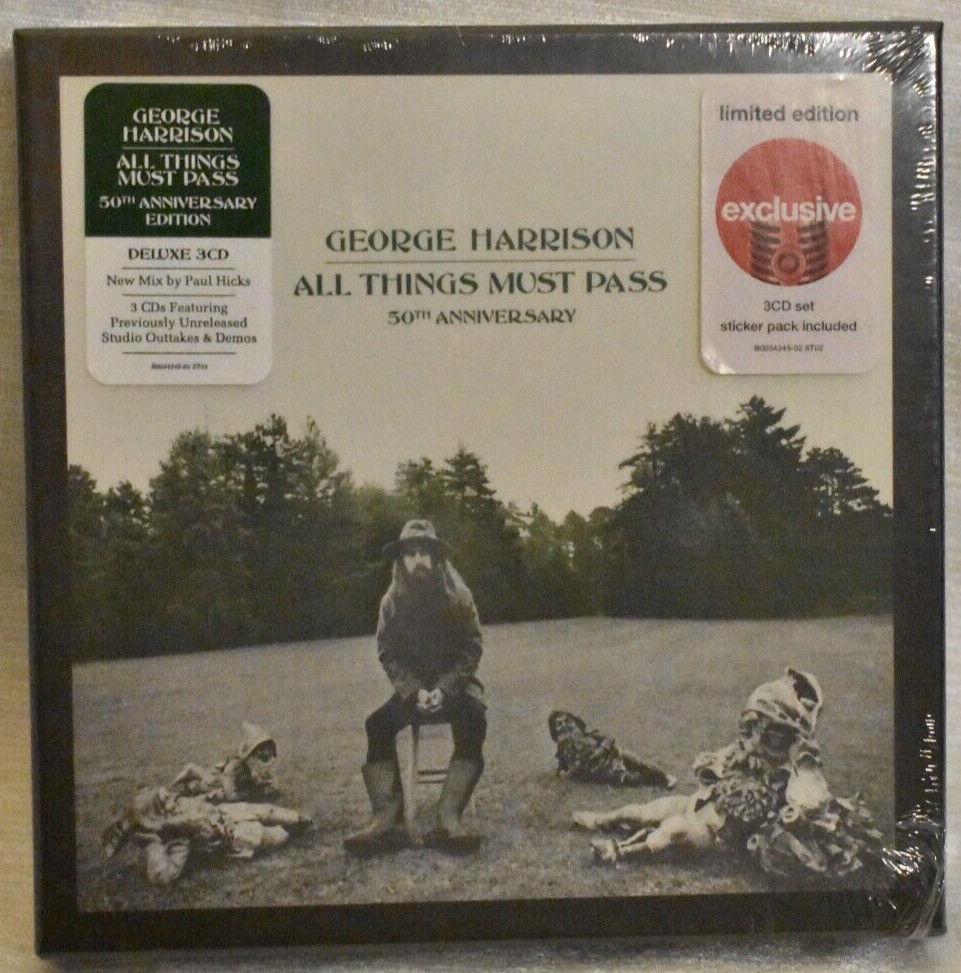 GEORGE
HARRISON
ALL THINGS
MUST PASS
50TH ANNIVERSARY
EDITION
DELUXE 3CD
New Mix by Paul Hicks
3 CDs Featuring
Previously Unreleased
Studio Outtakes & Demos
GEORGE HARRISON
ALL THINGS MUST PASS
50TH ANNIVERSARY
limited edition
exclusive
3CD set
sticker pack included